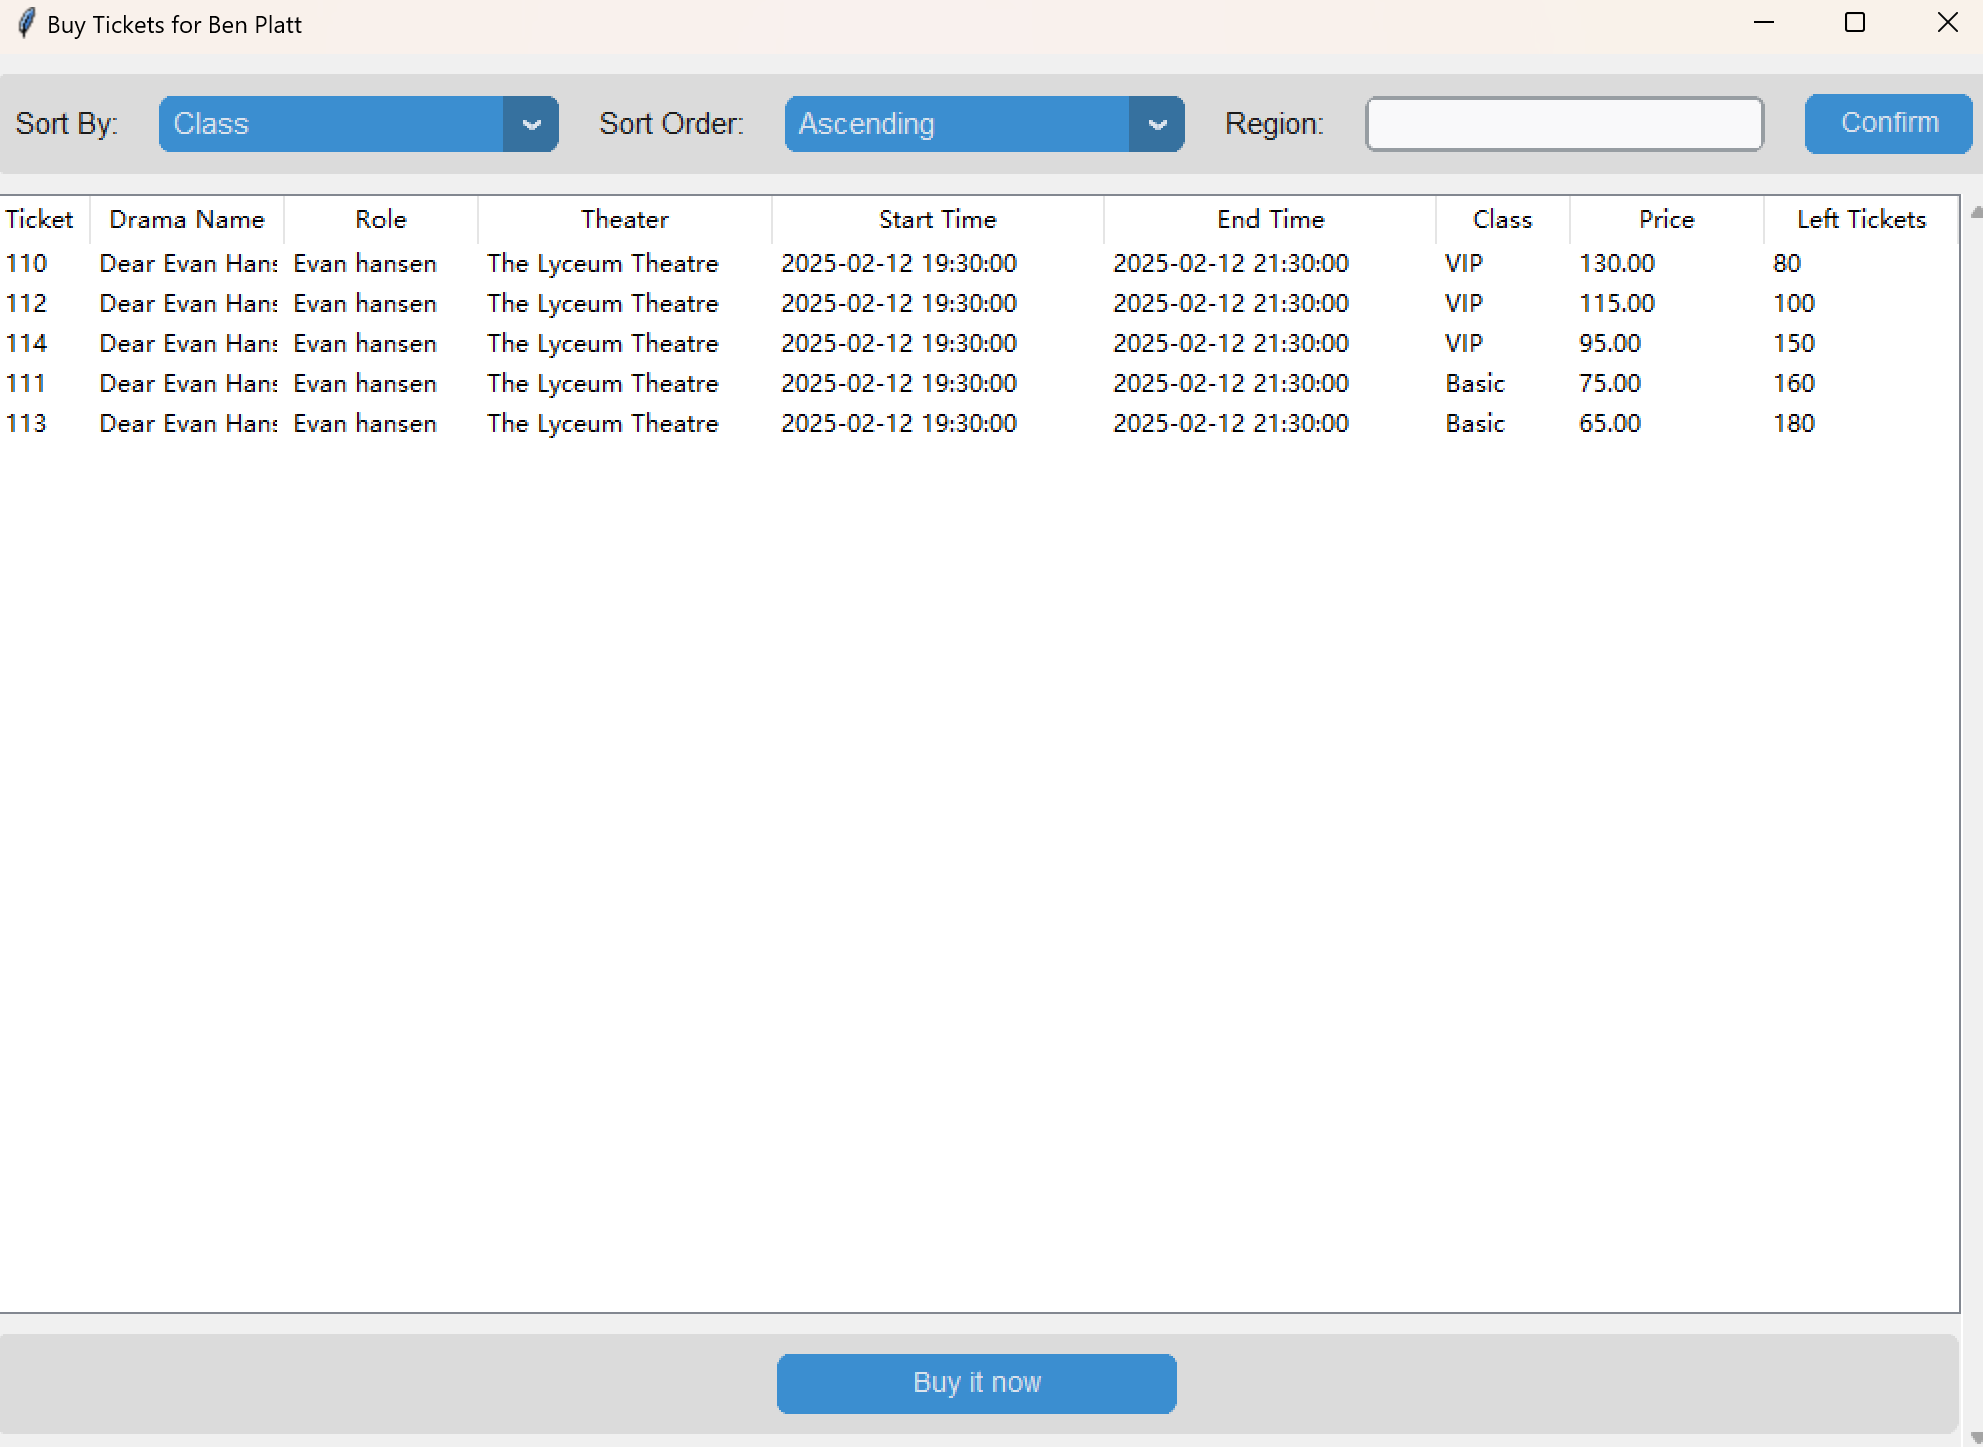 Buy Tickets for Ben Platt
Sort By: Class Sort Order: Ascending Region: Confirm
Ticket Drama Name Role Theater Start Time End Time Class Price Left Tickets
110 Dear Evan Hans Evan hansen The Lyceum Theatre 2025-02-12 19:30:00 2025-02-12 21:30:00 VIP 130.00 80
112 Dear Evan Hans Evan hansen The Lyceum Theatre 2025-02-12 19:30:00 2025-02-12 21:30:00 VIP 115.00 100
114 Dear Evan Hans Evan hansen The Lyceum Theatre 2025-02-12 19:30:00 2025-02-12 21:30:00 VIP 95.00 150
111 Dear Evan Hans Evan hansen The Lyceum Theatre 2025-02-12 19:30:00 2025-02-12 21:30:00 Basic 75.00 160
113 Dear Evan Hans Evan hansen The Lyceum Theatre 2025-02-12 19:30:00 2025-02-12 21:30:00 Basic 65.00 180
Buy it now